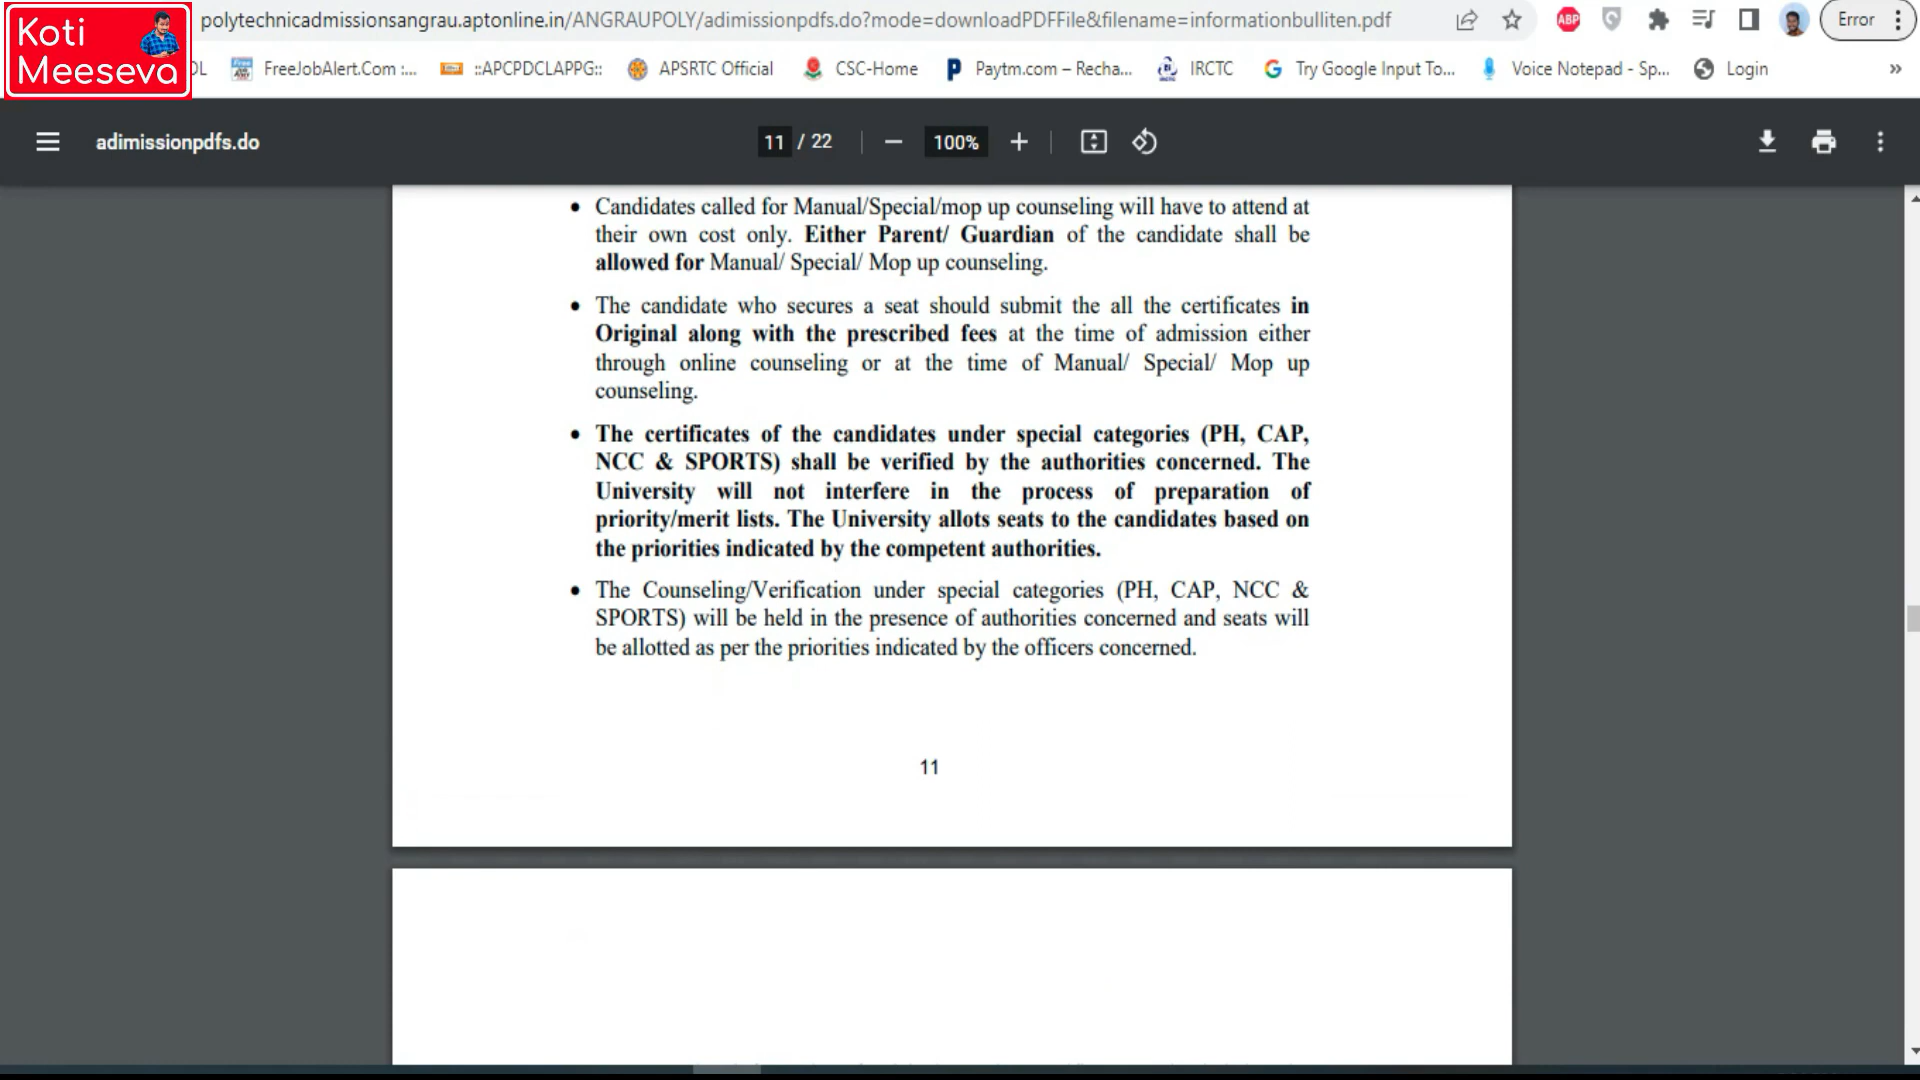 Koti
Meeseva
polytechnicadmissionsangrau.aptonline.in/ANGRAUPOLY/adimissionpdfs.do?mode=downloadPDFFile&filename=informationbulliten.pdf
ABP
Error
OL FreeJobAlert.Com :... ::APCPDCLAPPG:: APSRTC Official CSC-Home Paytm.com – Recha... IRCTC Try Google Input To... Voice Notepad - Sp... Login »
adimissionpdfs.do 11 / 22 — 100% +
• Candidates called for Manual/Special/mop up counseling will have to attend at
their own cost only. Either Parent/ Guardian of the candidate shall be
allowed for Manual/ Special/ Mop up counseling.
• The candidate who secures a seat should submit the all the certificates in
Original along with the prescribed fees at the time of admission either
through online counseling or at the time of Manual/ Special/ Mop up
counseling.
• The certificates of the candidates under special categories (PH, CAP,
NCC & SPORTS) shall be verified by the authorities concerned. The
University will not interfere in the process of preparation of
priority/merit lists. The University allots seats to the candidates based on
the priorities indicated by the competent authorities.
• The Counseling/Verification under special categories (PH, CAP, NCC &
SPORTS) will be held in the presence of authorities concerned and seats will
be allotted as per the priorities indicated by the officers concerned.
11